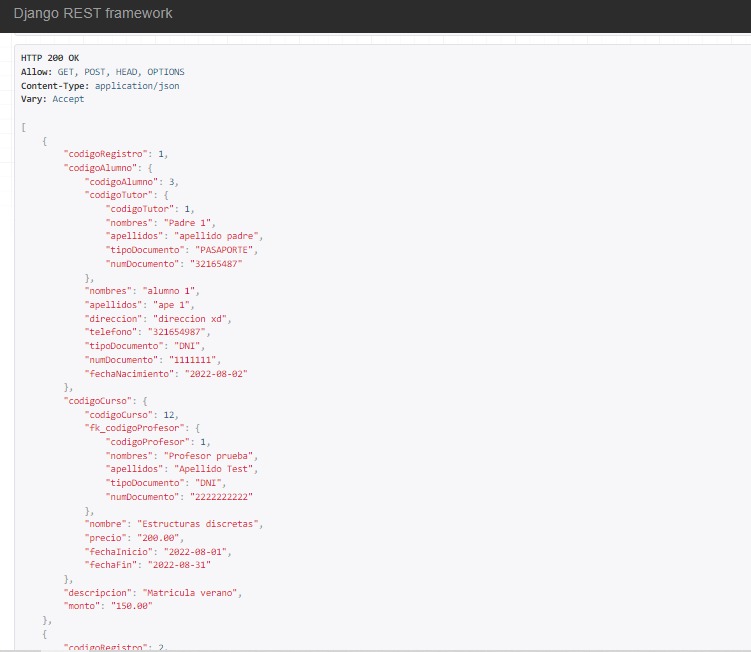 Django REST framework
HTTP 200 OK
Allow: GET, POST, HEAD, OPTIONS
Content-Type: application/json
Vary: Accept
[
    {
        "codigoRegistro": 1,
        "codigoAlumno": {
            "codigoAlumno": 3,
            "codigoTutor": {
                "codigoTutor": 1,
                "nombres": "Padre 1",
                "apellidos": "apellido padre",
                "tipoDocumento": "PASAPORTE",
                "numDocumento": "32165487"
            },
            "nombres": "alumno 1",
            "apellidos": "ape 1",
            "direccion": "direccion xd",
            "telefono": "321654987",
            "tipoDocumento": "DNI",
            "numDocumento": "1111111",
            "fechaNacimiento": "2022-08-02"
        },
        "codigoCurso": {
            "codigoCurso": 12,
            "fk_codigoProfesor": {
                "codigoProfesor": 1,
                "nombres": "Profesor prueba",
                "apellidos": "Apellido Test",
                "tipoDocumento": "DNI",
                "numDocumento": "2222222222"
            },
            "nombre": "Estructuras discretas",
            "precio": "200.00",
            "fechaInicio": "2022-08-01",
            "fechaFin": "2022-08-31"
        },
        "descripcion": "Matricula verano",
        "monto": "150.00"
    },
    {
        "codigoRegistro": 2,